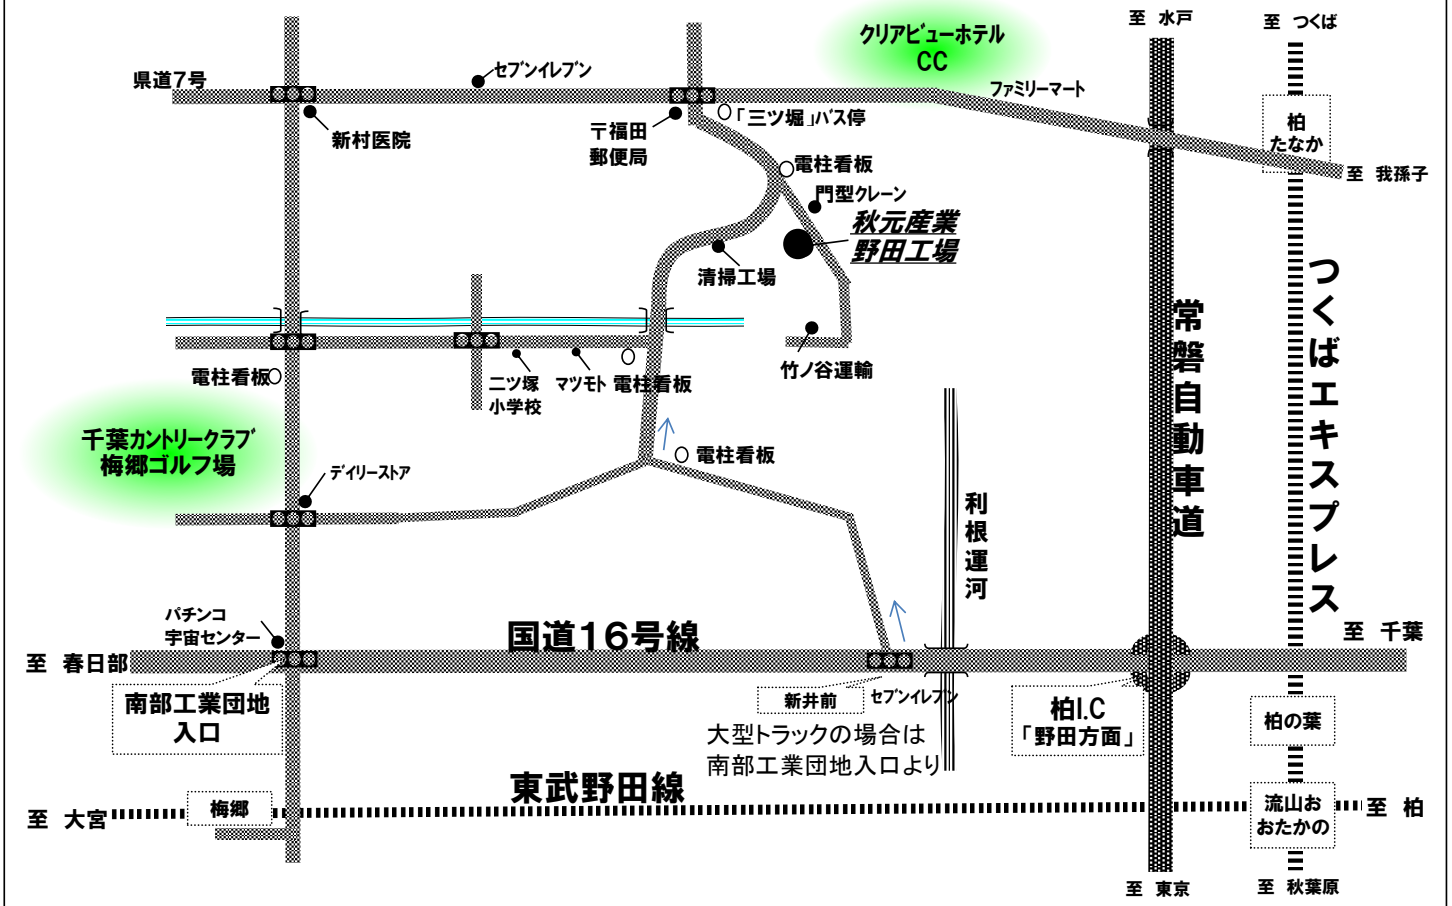 至 水戸
至 つくば
クリアビューホテル
CC
県道7号
セブンイレブン
ファミリーマート
新村医院
〒福田
郵便局
「三ツ堀」バス停
柏
たなか
至 我孫子
電柱看板
門型クレーン
秋元産業
野田工場
清掃工場
つくばエキスプレス
常磐自動車道
電柱看板
二ツ塚
小学校
マツモト
電柱看板
竹ノ谷運輸
千葉カントリークラブ
梅郷ゴルフ場
デイリーストア
電柱看板
利根運河
パチンコ
宇宙センター
国道16号線
至 千葉
至 春日部
南部工業団地
入口
新井前
セブンイレブン
柏I.C
「野田方面」
柏の葉
大型トラックの場合は
南部工業団地入口より
東武野田線
梅郷
至 大宮
流山お
おたかの
至 柏
至 東京
至 秋葉原